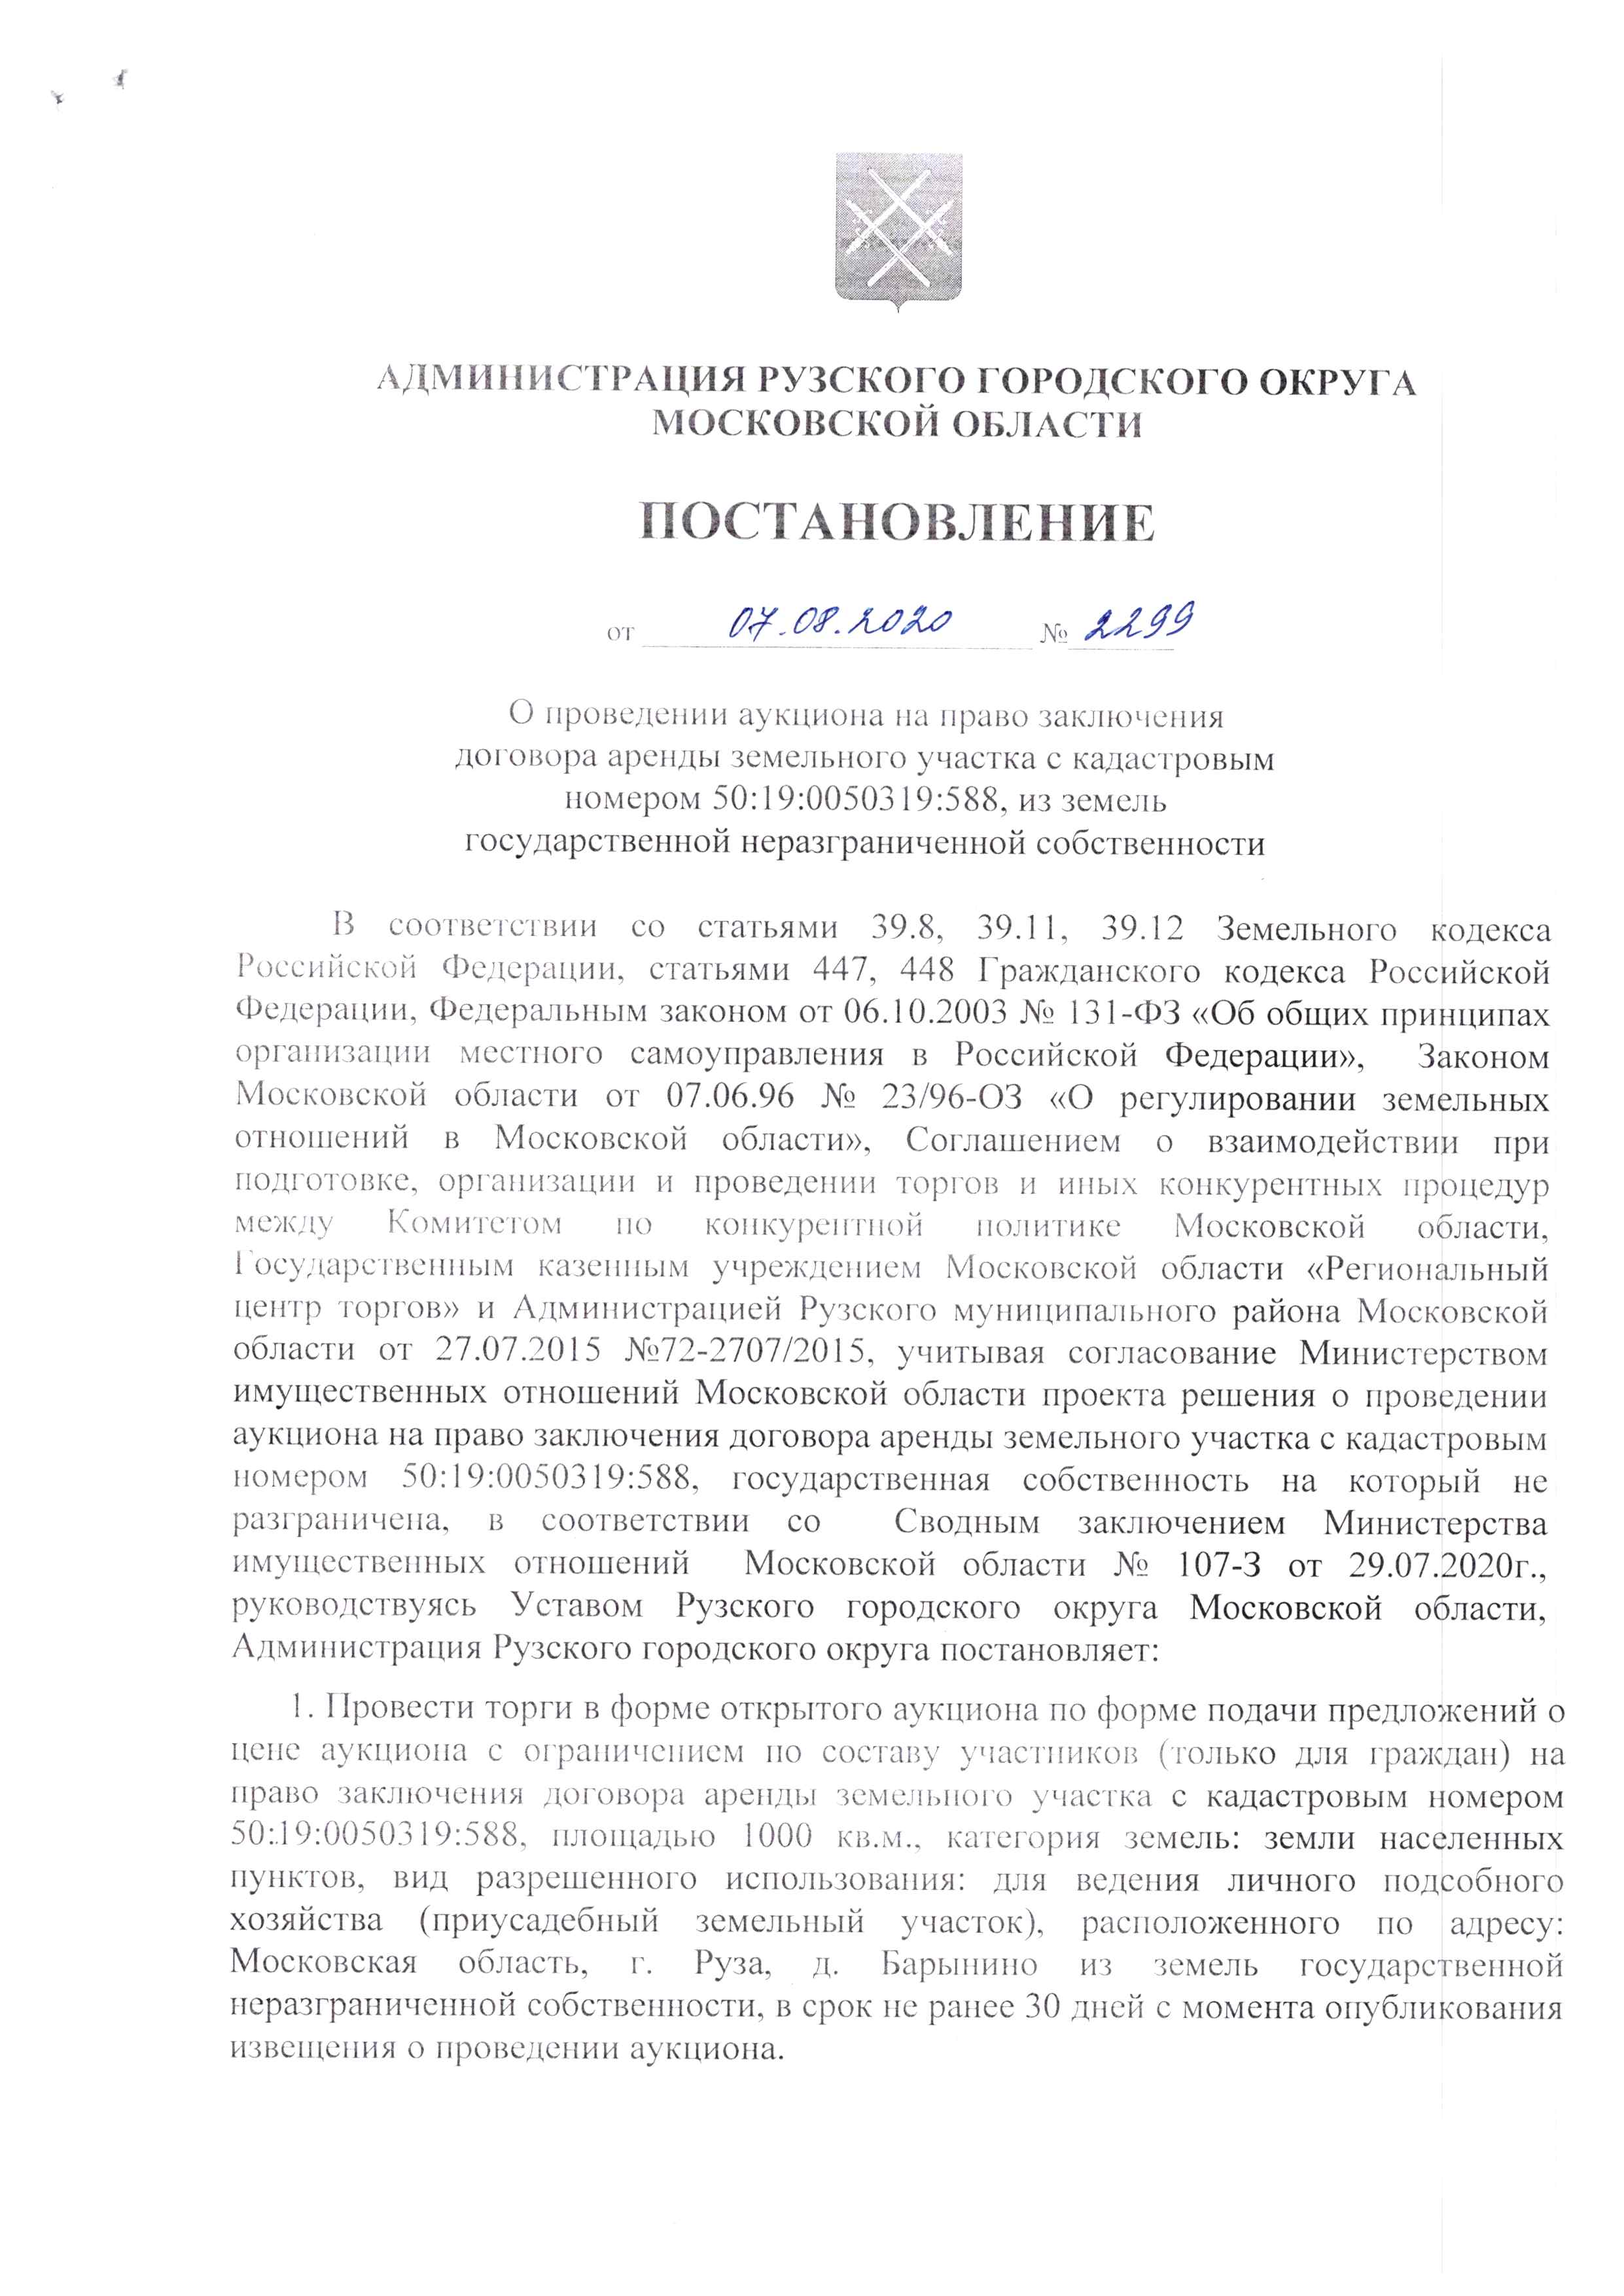 АДМИНИСТРАЦИЯ РУЗСКОГО ГОРОДСКОГО ОКРУГА
МОСКОВСКОЙ ОБЛАСТИ
ПОСТАНОВЛЕНИЕ
от 07.08.2020 № 2299
О проведении аукциона на право заключения
договора аренды земельного участка с кадастровым
номером 50:19:0050319:588, из земель
государственной неразграниченной собственности
В соответствии со статьями 39.8, 39.11, 39.12 Земельного кодекса
Российской Федерации, статьями 447, 448 Гражданского кодекса Российской
Федерации, Федеральным законом от 06.10.2003 № 131-ФЗ «Об общих принципах
организации местного самоуправления в Российской Федерации», Законом
Московской области от 07.06.96 № 23/96-ОЗ «О регулировании земельных
отношений в Московской области», Соглашением о взаимодействии при
подготовке, организации и проведении торгов и иных конкурентных процедур
между Комитетом по конкурентной политике Московской области,
Государственным казенным учреждением Московской области «Региональный
центр торгов» и Администрацией Рузского муниципального района Московской
области от 27.07.2015 №72-2707/2015, учитывая согласование Министерством
имущественных отношений Московской области проекта решения о проведении
аукциона на право заключения договора аренды земельного участка с кадастровым
номером 50:19:0050319:588, государственная собственность на который не
разграничена, в соответствии со Сводным заключением Министерства
имущественных отношений Московской области № 107-З от 29.07.2020г.,
руководствуясь Уставом Рузского городского округа Московской области,
Администрация Рузского городского округа постановляет:
1. Провести торги в форме открытого аукциона по форме подачи предложений о
цене аукциона с ограничением по составу участников (только для граждан) на
право заключения договора аренды земельного участка с кадастровым номером
50:19:0050319:588, площадью 1000 кв.м., категория земель: земли населенных
пунктов, вид разрешенного использования: для ведения личного подсобного
хозяйства (приусадебный земельный участок), расположенного по адресу:
Московская область, г. Руза, д. Барынино из земель государственной
неразграниченной собственности, в срок не ранее 30 дней с момента опубликования
извещения о проведении аукциона.